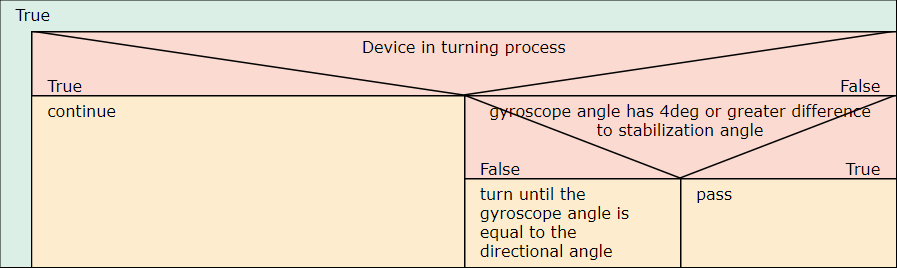 True
Device in turning process
True
False
continue
gyroscope angle has 4deg or greater difference
to stabilization angle
False
True
turn until the
gyroscope angle is
equal to the
directional angle
pass